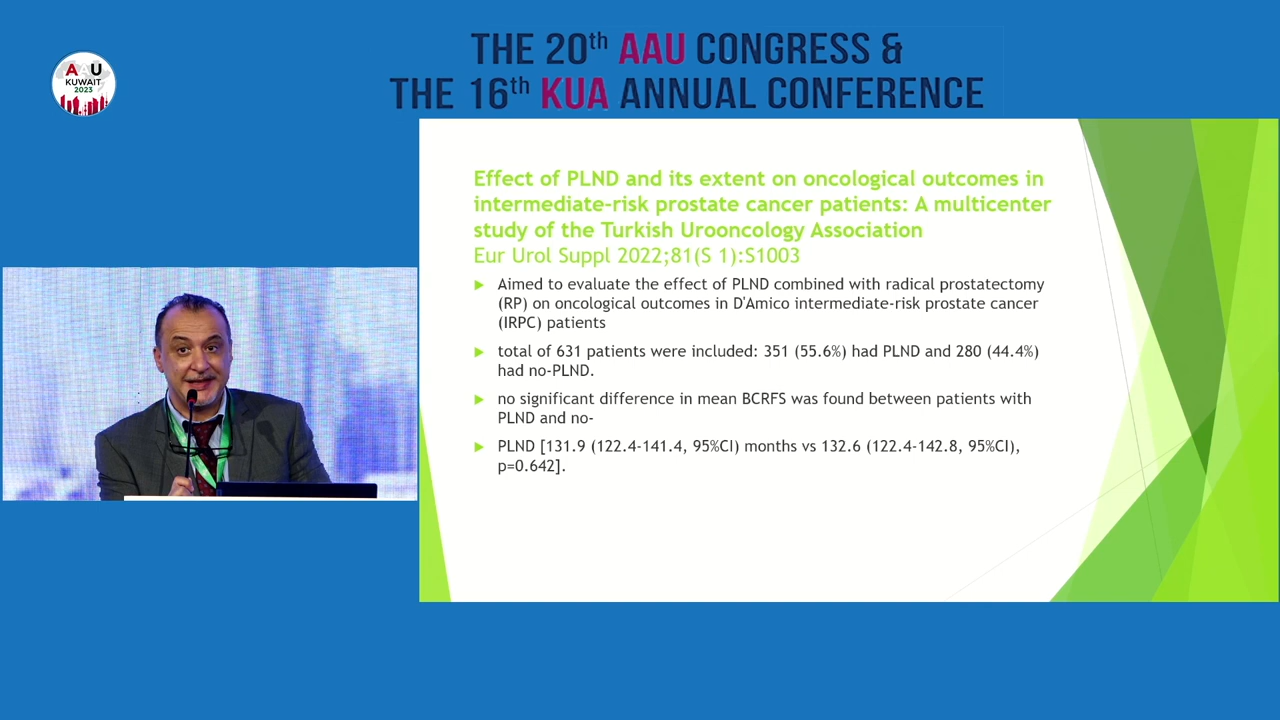 THE 20th AAU CONGRESS &
THE 16th KUA ANNUAL CONFERENCE
AAU
KUWAIT
2023
Effect of PLND and its extent on oncological outcomes in
intermediate-risk prostate cancer patients: A multicenter
study of the Turkish Urooncology Association
Eur Urol Suppl 2022;81(S 1):S1003
Aimed to evaluate the effect of PLND combined with radical prostatectomy
(RP) on oncological outcomes in D'Amico intermediate-risk prostate cancer
(IRPC) patients
total of 631 patients were included: 351 (55.6%) had PLND and 280 (44.4%)
had no-PLND.
no significant difference in mean BCRFS was found between patients with
PLND and no-
PLND [131.9 (122.4-141.4, 95%CI) months vs 132.6 (122.4-142.8, 95%CI),
p=0.642].